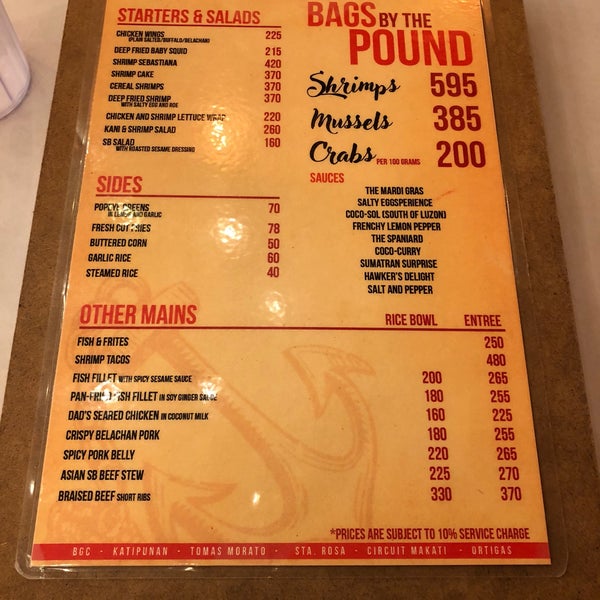 STARTERS & SALADS
CHICKEN WINGS 225
(PLAIN SALTED/BUFFALO/BELACHAN)
DEEP FRIED BABY SQUID 215
SHRIMP SEBASTIANA 420
SHRIMP CAKE 370
CEREAL SHRIMPS 370
DEEP FRIED SHRIMP 370
WITH SALTY EGG AND ROE
CHICKEN AND SHRIMP LETTUCE WRAP 220
KANI & SHRIMP SALAD 260
SB SALAD 160
WITH ROASTED SESAME DRESSING
SIDES
POPEYE GREENS 70
IN LEMON AND GARLIC
FRESH CUT FRIES 78
BUTTERED CORN 50
GARLIC RICE 60
STEAMED RICE 40
BAGS BY THE
POUND
Shrimps 595
Mussels 385
Crabs PER 100 GRAMS 200
SAUCES
THE MARDI GRAS
SALTY EGGSPERIENCE
COCO-SOL (SOUTH OF LUZON)
FRENCHY LEMON PEPPER
THE SPANIARD
COCO-CURRY
SUMATRAN SURPRISE
HAWKER'S DELIGHT
SALT AND PEPPER
OTHER MAINS RICE BOWL ENTREE
FISH & FRITES 250
SHRIMP TACOS 480
FISH FILLET WITH SPICY SESAME SAUCE 200 265
PAN-FRIED FISH FILLET IN SOY GINGER SAUCE 180 255
DAD'S SEARED CHICKEN IN COCONUT MILK 160 225
CRISPY BELACHAN PORK 180 255
SPICY PORK BELLY 220 265
ASIAN SB BEEF STEW 225 270
BRAISED BEEF SHORT RIBS 330 370
*PRICES ARE SUBJECT TO 10% SERVICE CHARGE
BGC - KATIPUNAN - TOMAS MORATO - STA. ROSA - CIRCUIT MAKATI - ORTIGAS